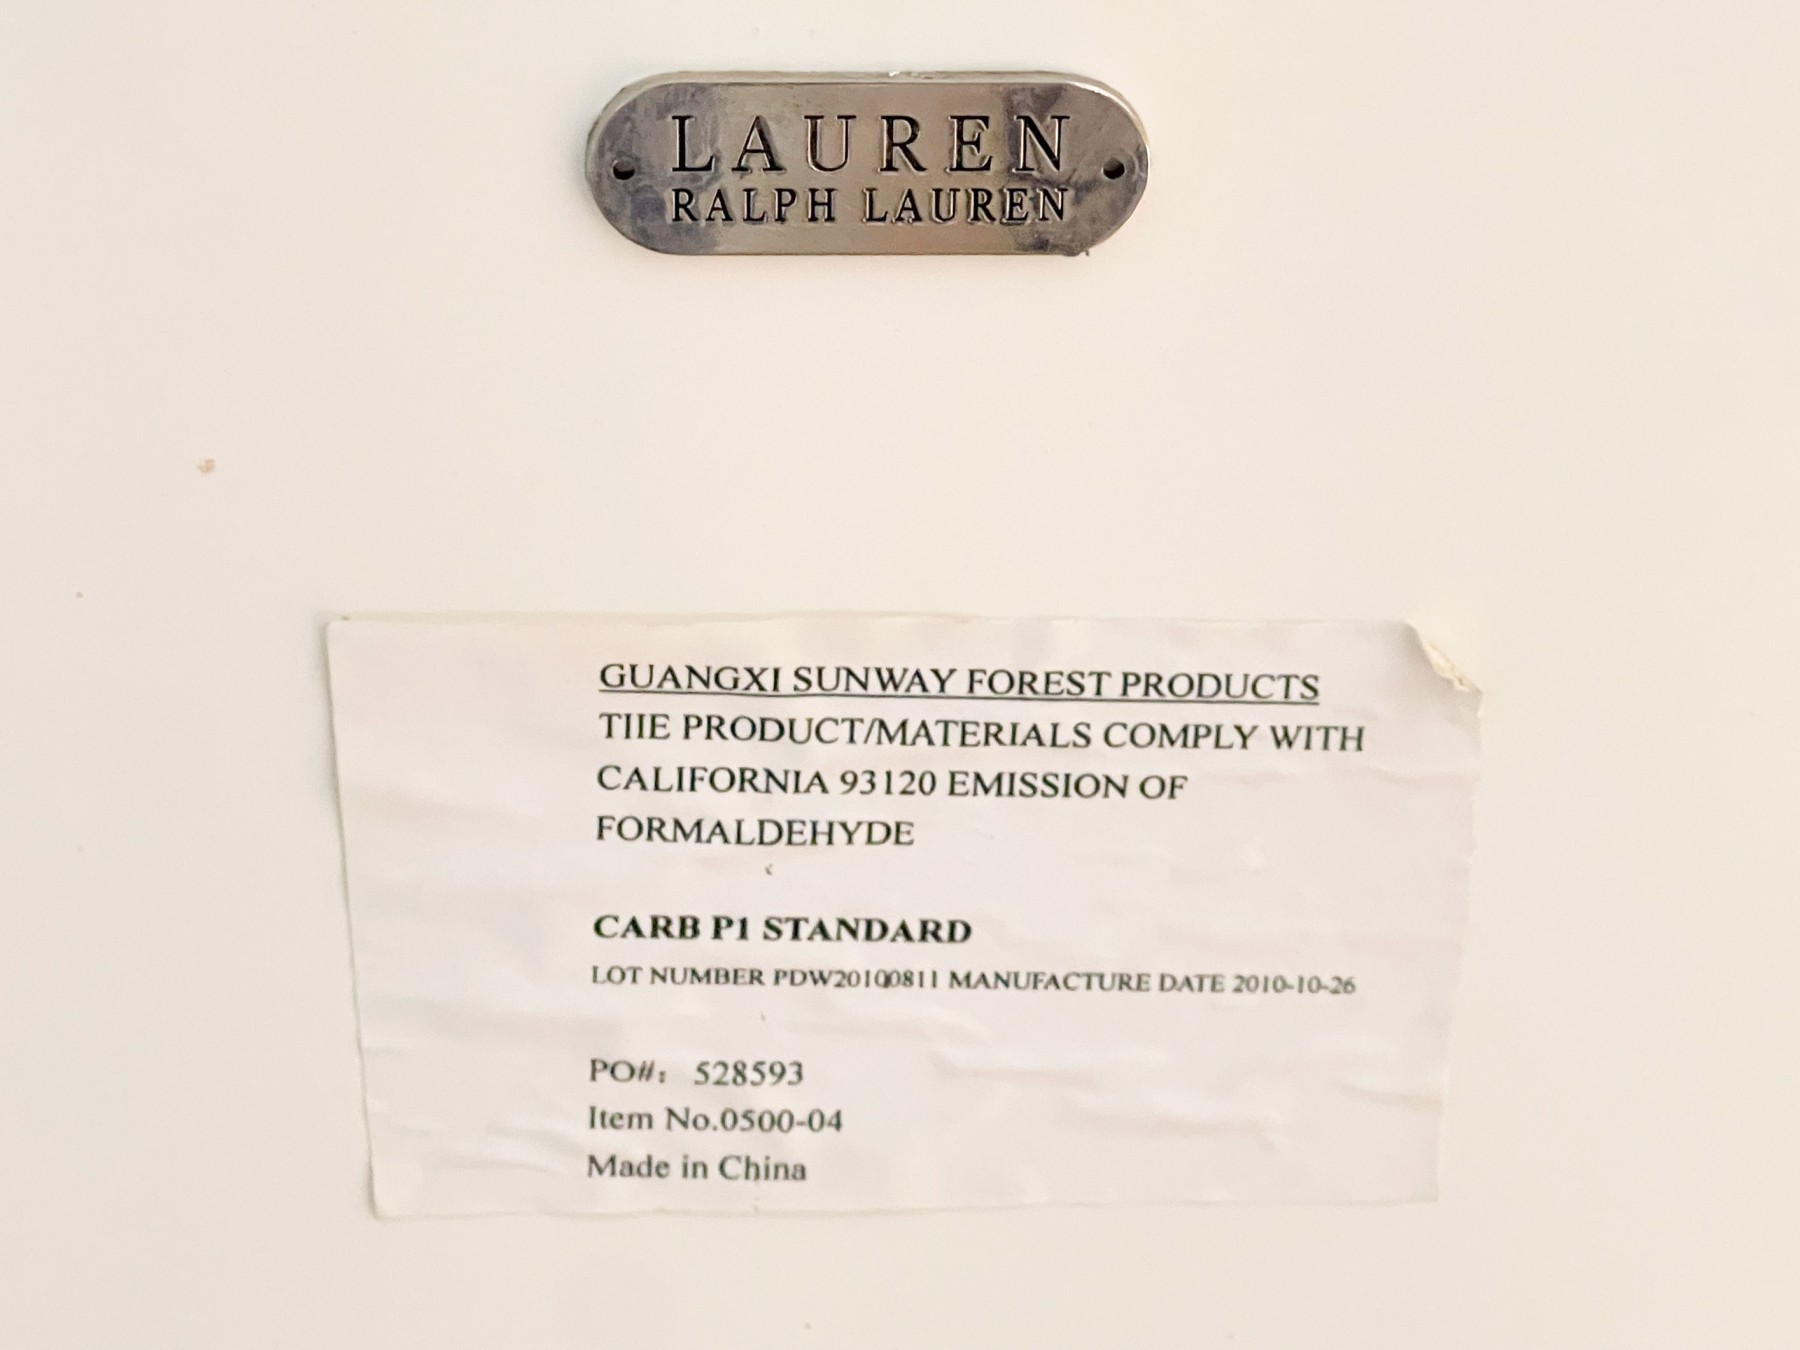 LAUREN
RALPH LAUREN
GUANGXI SUNWAY FOREST PRODUCTS
THE PRODUCT/MATERIALS COMPLY WITH
CALIFORNIA 93120 EMISSION OF
FORMALDEHYDE
CARB P1 STANDARD
LOT NUMBER PDW20100811 MANUFACTURE DATE 2010-10-26
PO#: 528593
Item No.0500-04
Made in China